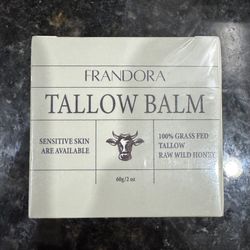 FRANDORA
TALLOW BALM
SENSITIVE SKIN
ARE AVAILABLE
100% GRASS FED
TALLOW
RAW WILD HONEY
60g/2 oz